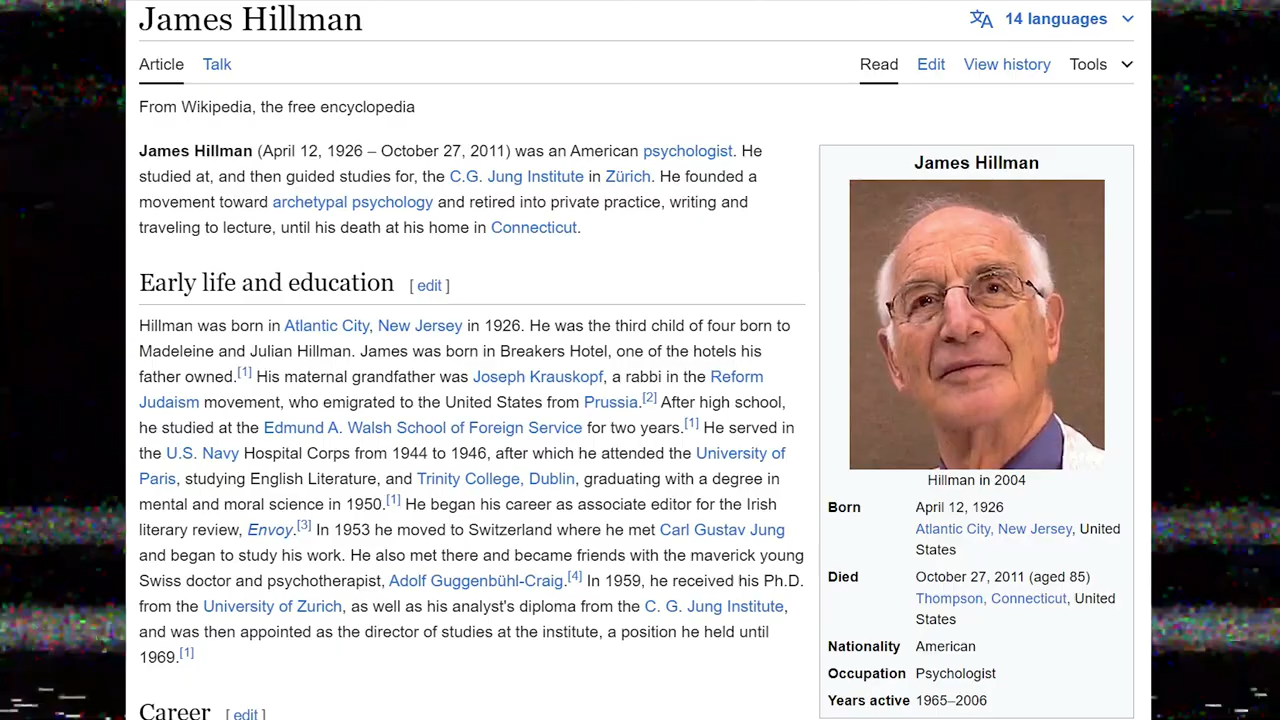 James Hillman
14 languages
Article Talk Read Edit View history Tools
From Wikipedia, the free encyclopedia
James Hillman (April 12, 1926 – October 27, 2011) was an American psychologist. He
studied at, and then guided studies for, the C.G. Jung Institute in Zürich. He founded a
movement toward archetypal psychology and retired into private practice, writing and
traveling to lecture, until his death at his home in Connecticut.
Early life and education [ edit ]
Hillman was born in Atlantic City, New Jersey in 1926. He was the third child of four born to
Madeleine and Julian Hillman. James was born in Breakers Hotel, one of the hotels his
father owned.[1] His maternal grandfather was Joseph Krauskopf, a rabbi in the Reform
Judaism movement, who emigrated to the United States from Prussia.[2] After high school,
he studied at the Edmund A. Walsh School of Foreign Service for two years.[1] He served in
the U.S. Navy Hospital Corps from 1944 to 1946, after which he attended the University of
Paris, studying English Literature, and Trinity College, Dublin, graduating with a degree in
mental and moral science in 1950.[1] He began his career as associate editor for the Irish
literary review, Envoy.[3] In 1953 he moved to Switzerland where he met Carl Gustav Jung
and began to study his work. He also met there and became friends with the maverick young
Swiss doctor and psychotherapist, Adolf Guggenbühl-Craig.[4] In 1959, he received his Ph.D.
from the University of Zurich, as well as his analyst's diploma from the C. G. Jung Institute,
and was then appointed as the director of studies at the institute, a position he held until
1969.[1]
Career [ edit ]
James Hillman
Hillman in 2004
Born April 12, 1926
Atlantic City, New Jersey, United
States
Died October 27, 2011 (aged 85)
Thompson, Connecticut, United
States
Nationality American
Occupation Psychologist
Years active 1965–2006